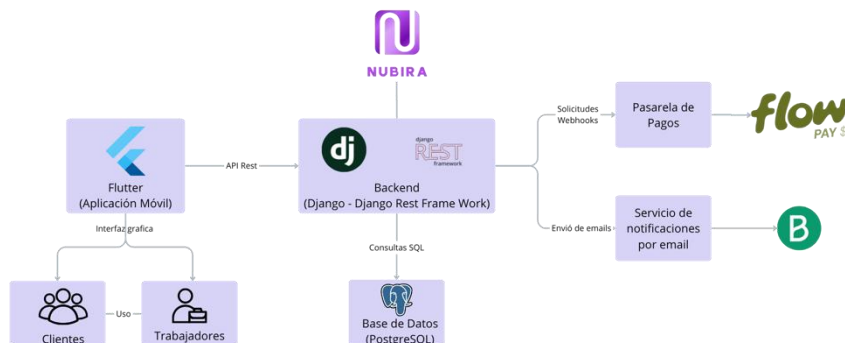 NUBIRA
dj
django
REST
framework
Backend
(Django - Django Rest Frame Work)
Flutter
(Aplicación Móvil)
API Rest
Interfaz grafica
Clientes
Uso
Trabajadores
Consultas SQL
Base de Datos
(PostgreSQL)
Solicitudes
Webhooks
Pasarela de
Pagos
flow
PAY $
Envió de emails
Servicio de
notificaciones
por email
B